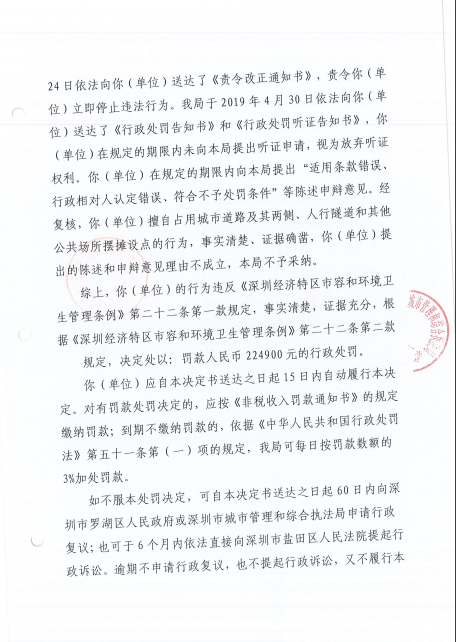 24日依法向你（单位）送达了《责令改正通知书》，责令你（单
位）立即停止违法行为。我局于2019年4月30日依法向你（单
位）送达了《行政处罚告知书》和《行政处罚听证告知书》，你
（单位）在规定的期限内未向本局提出听证申请，视为放弃听证
权利。你（单位）在规定的期限内向本局提出“适用条款错误、
行政相对人认定错误、符合不予处罚条件”等陈述申辩意见。经
复核，你（单位）擅自占用城市道路及其两侧、人行隧道和其他
公共场所摆摊设点的行为，事实清楚、证据确凿，你（单位）提
出的陈述和申辩意见理由不成立，本局不予采纳。
综上，你（单位）的行为违反《深圳经济特区市容和环境卫
生管理条例》第二十二条第一款规定，事实清楚，证据充分，根
据《深圳经济特区市容和环境卫生管理条例》第二十二条第二款
规定，决定处以：罚款人民币224900元的行政处罚。
你（单位）应自本决定书送达之日起15日内自动履行本决
定。对有罚款处罚决定的，应按《非税收入罚款通知书》的规定
缴纳罚款；到期不缴纳罚款的，依据《中华人民共和国行政处罚
法》第五十一条第（一）项的规定，我局可每日按罚款数额的
3%加处罚款。
如不服本处罚决定，可自本决定书送达之日起60日内向深
圳市罗湖区人民政府或深圳市城市管理和综合执法局申请行政
复议；也可于6个月内依法直接向深圳市盐田区人民法院提起行
政诉讼。逾期不申请行政复议，也不提起行政诉讼，又不履行本